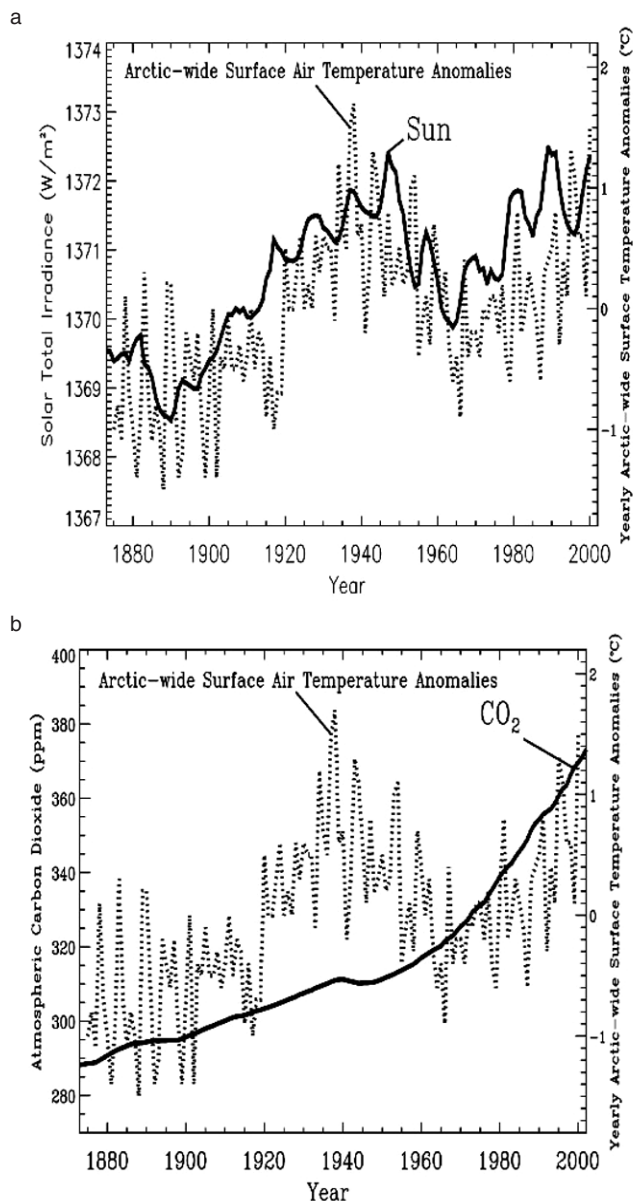 a
Arctic-wide Surface Air Temperature Anomalies
Sun
Solar Total Irradiance (W/m²)
1374
1373
1372
1371
1370
1369
1368
1367
2
1
0
-1
Yearly Arctic-wide Surface Temperature Anomalies (°C)
1880 1900 1920 1940 1960 1980 2000
Year
b
Arctic-wide Surface Air Temperature Anomalies
CO2
Atmospheric Carbon Dioxide (ppm)
400
380
360
340
320
300
280
2
1
0
-1
Yearly Arctic-wide Surface Temperature Anomalies (°C)
1880 1900 1920 1940 1960 1980 2000
Year